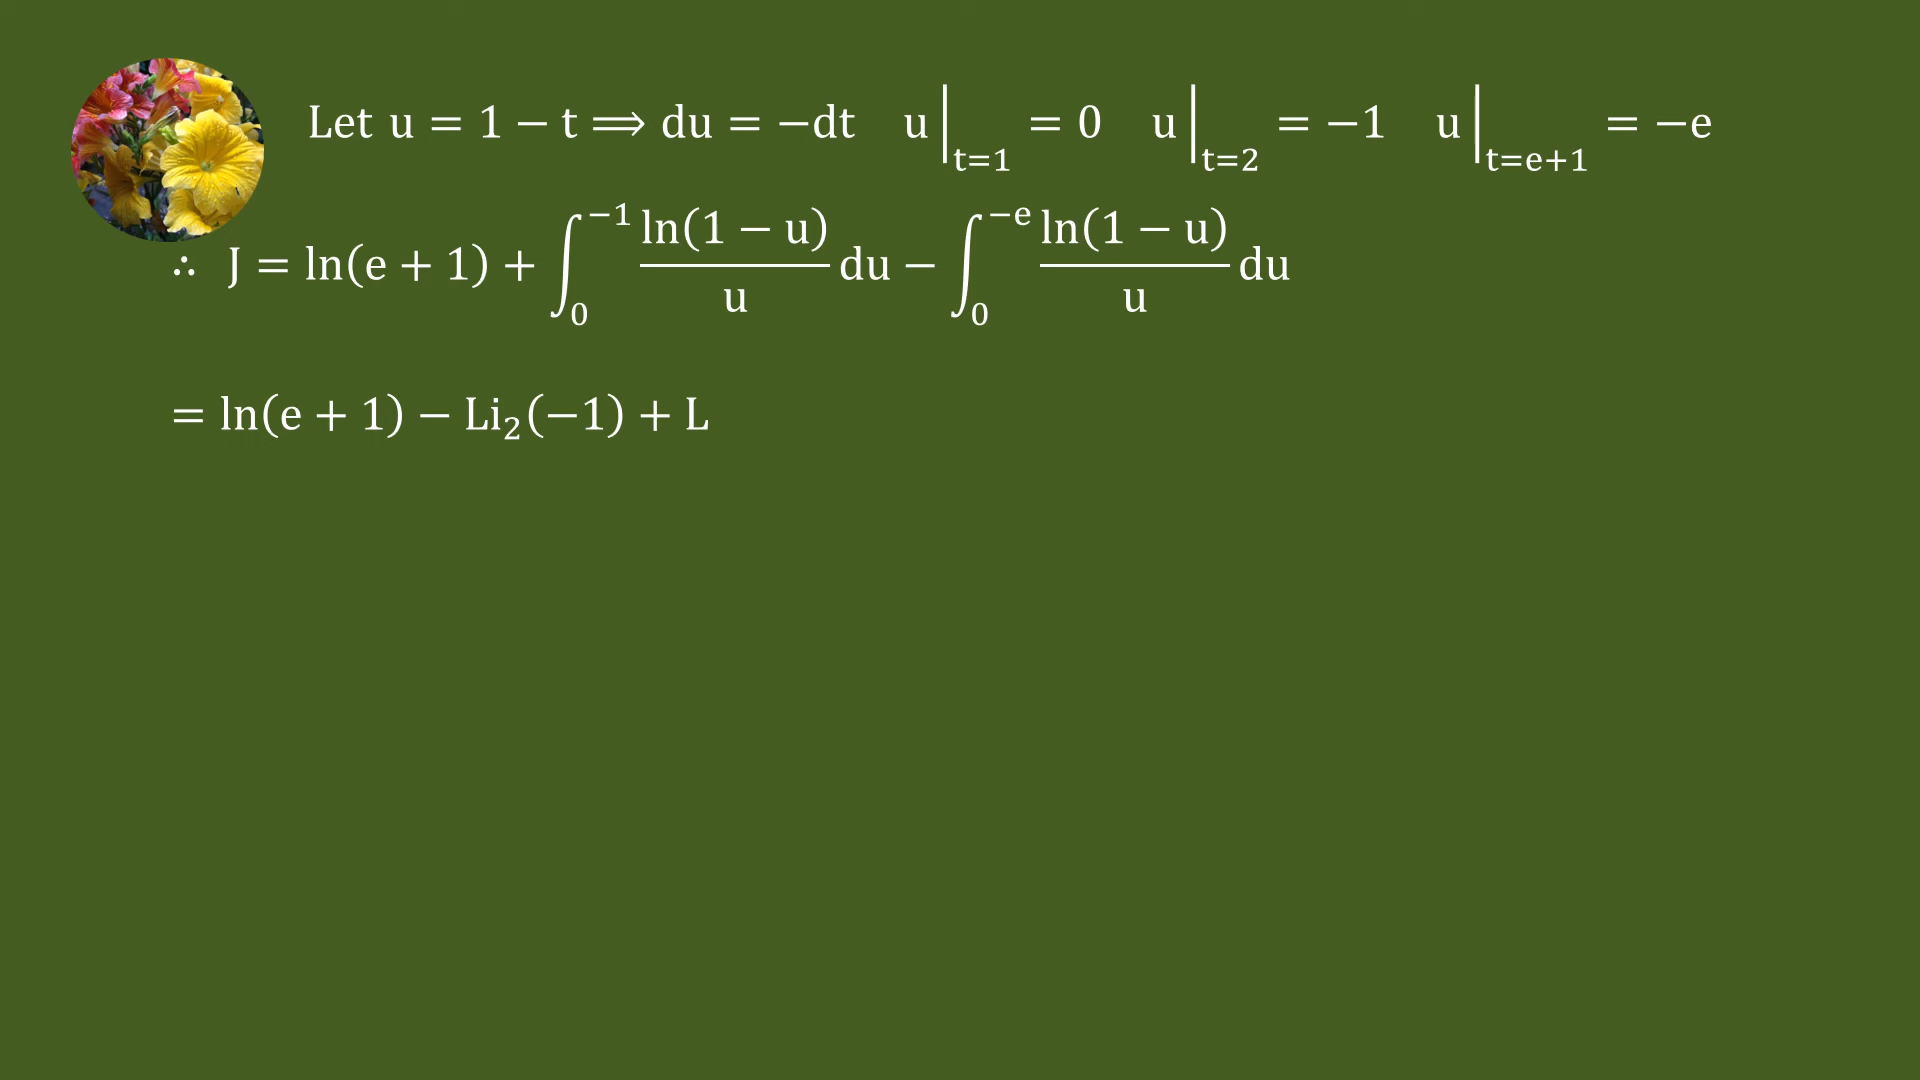 Let u = 1 − t ⟹ du = −dt  u|ₜ₌₁ = 0  u|ₜ₌₂ = −1  u|ₜ₌ₑ₊₁ = −e
∴ J = ln(e + 1) + ∫₀⁻¹ ln(1 − u)/u du − ∫₀⁻ᵉ ln(1 − u)/u du
= ln(e + 1) − Li₂(−1) + L